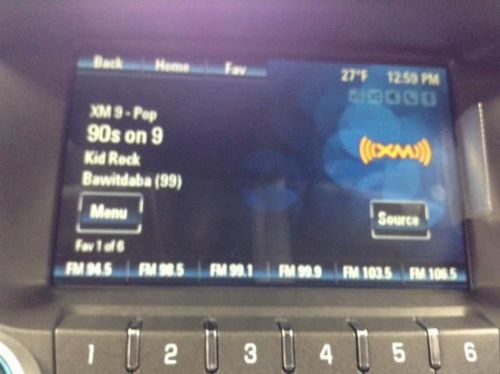 Back Home Fav
27°F 12:59 PM
XM 9 - Pop
90s on 9
Kid Rock
Bawitdaba (99)
((XM))
Menu
Source
Fav 1 of 6
FM 94.5 FM 98.5 FM 99.1 FM 99.9 FM 103.5 FM 106.5
1 2 3 4 5 6